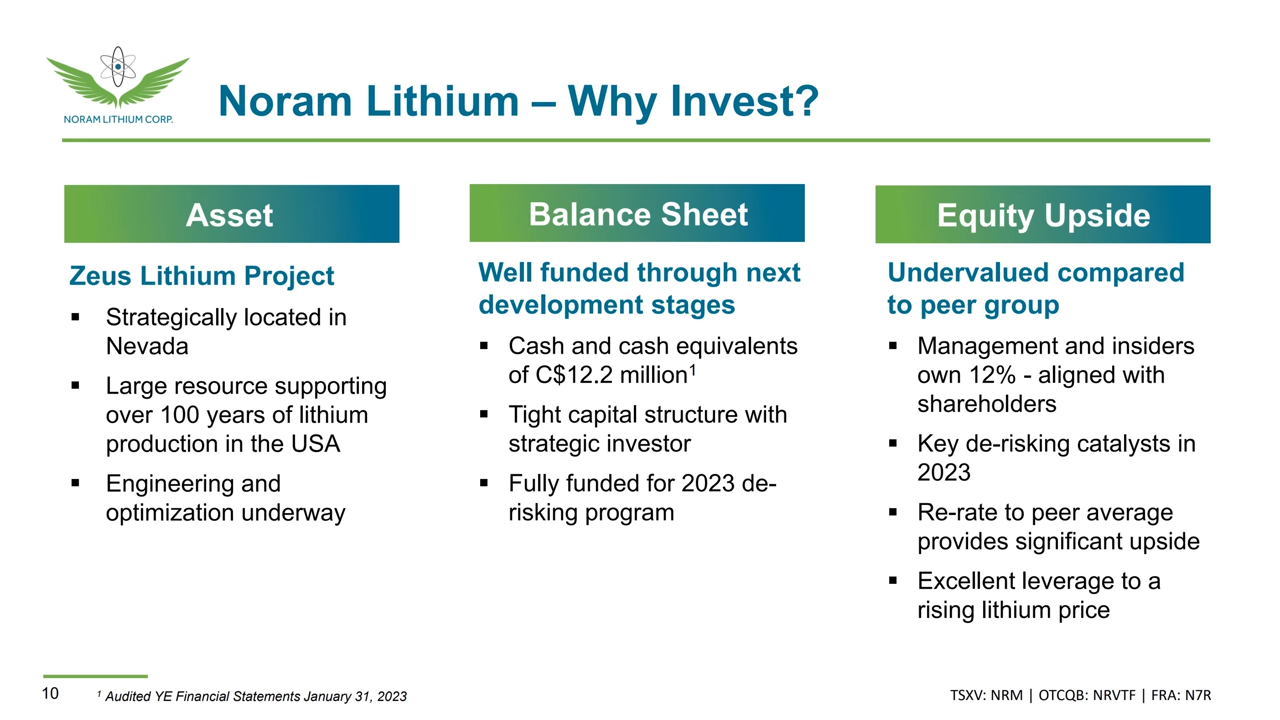 NORAM LITHIUM CORP.
Noram Lithium – Why Invest?
Asset
Zeus Lithium Project
▪ Strategically located in
Nevada
▪ Large resource supporting
over 100 years of lithium
production in the USA
▪ Engineering and
optimization underway
Balance Sheet
Well funded through next
development stages
▪ Cash and cash equivalents
of C$12.2 million¹
▪ Tight capital structure with
strategic investor
▪ Fully funded for 2023 de-
risking program
Equity Upside
Undervalued compared
to peer group
▪ Management and insiders
own 12% - aligned with
shareholders
▪ Key de-risking catalysts in
2023
▪ Re-rate to peer average
provides significant upside
▪ Excellent leverage to a
rising lithium price
10
¹ Audited YE Financial Statements January 31, 2023
TSXV: NRM | OTCQB: NRVTF | FRA: N7R